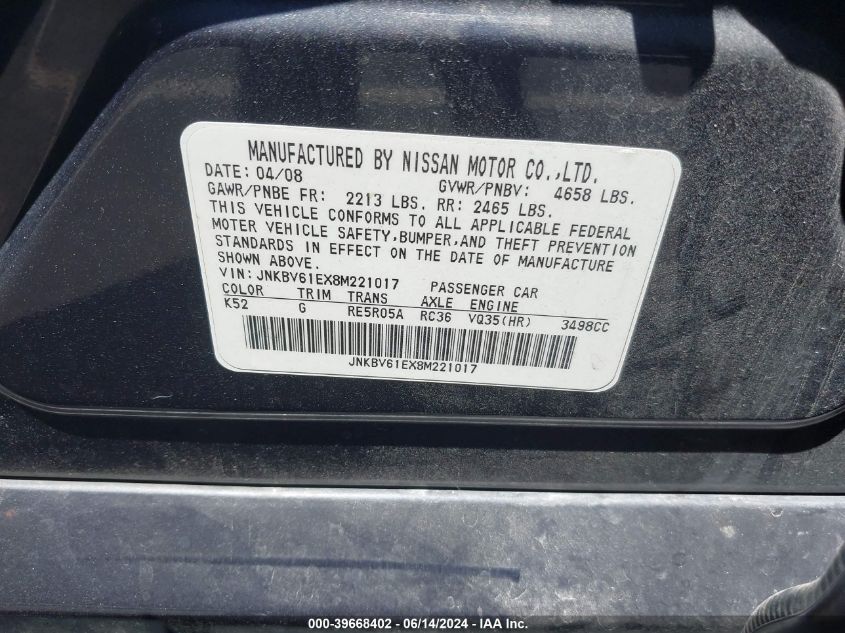 MANUFACTURED BY NISSAN MOTOR CO.,LTD.
DATE: 04/08 GVWR/PNBV: 4658 LBS.
GAWR/PNBE FR: 2213 LBS. RR: 2465 LBS.
THIS VEHICLE CONFORMS TO ALL APPLICABLE FEDERAL
MOTER VEHICLE SAFETY,BUMPER,AND THEFT PREVENTION
STANDARDS IN EFFECT ON THE DATE OF MANUFACTURE
SHOWN ABOVE.
VIN:JNKBV61EX8M221017 PASSENGER CAR
COLOR TRIM TRANS AXLE ENGINE
K52 G RE5R05A RC36 VQ35(HR) 3498CC
JNKBV61EX8M221017
000-39668402 - 06/14/2024 - IAAI.COM